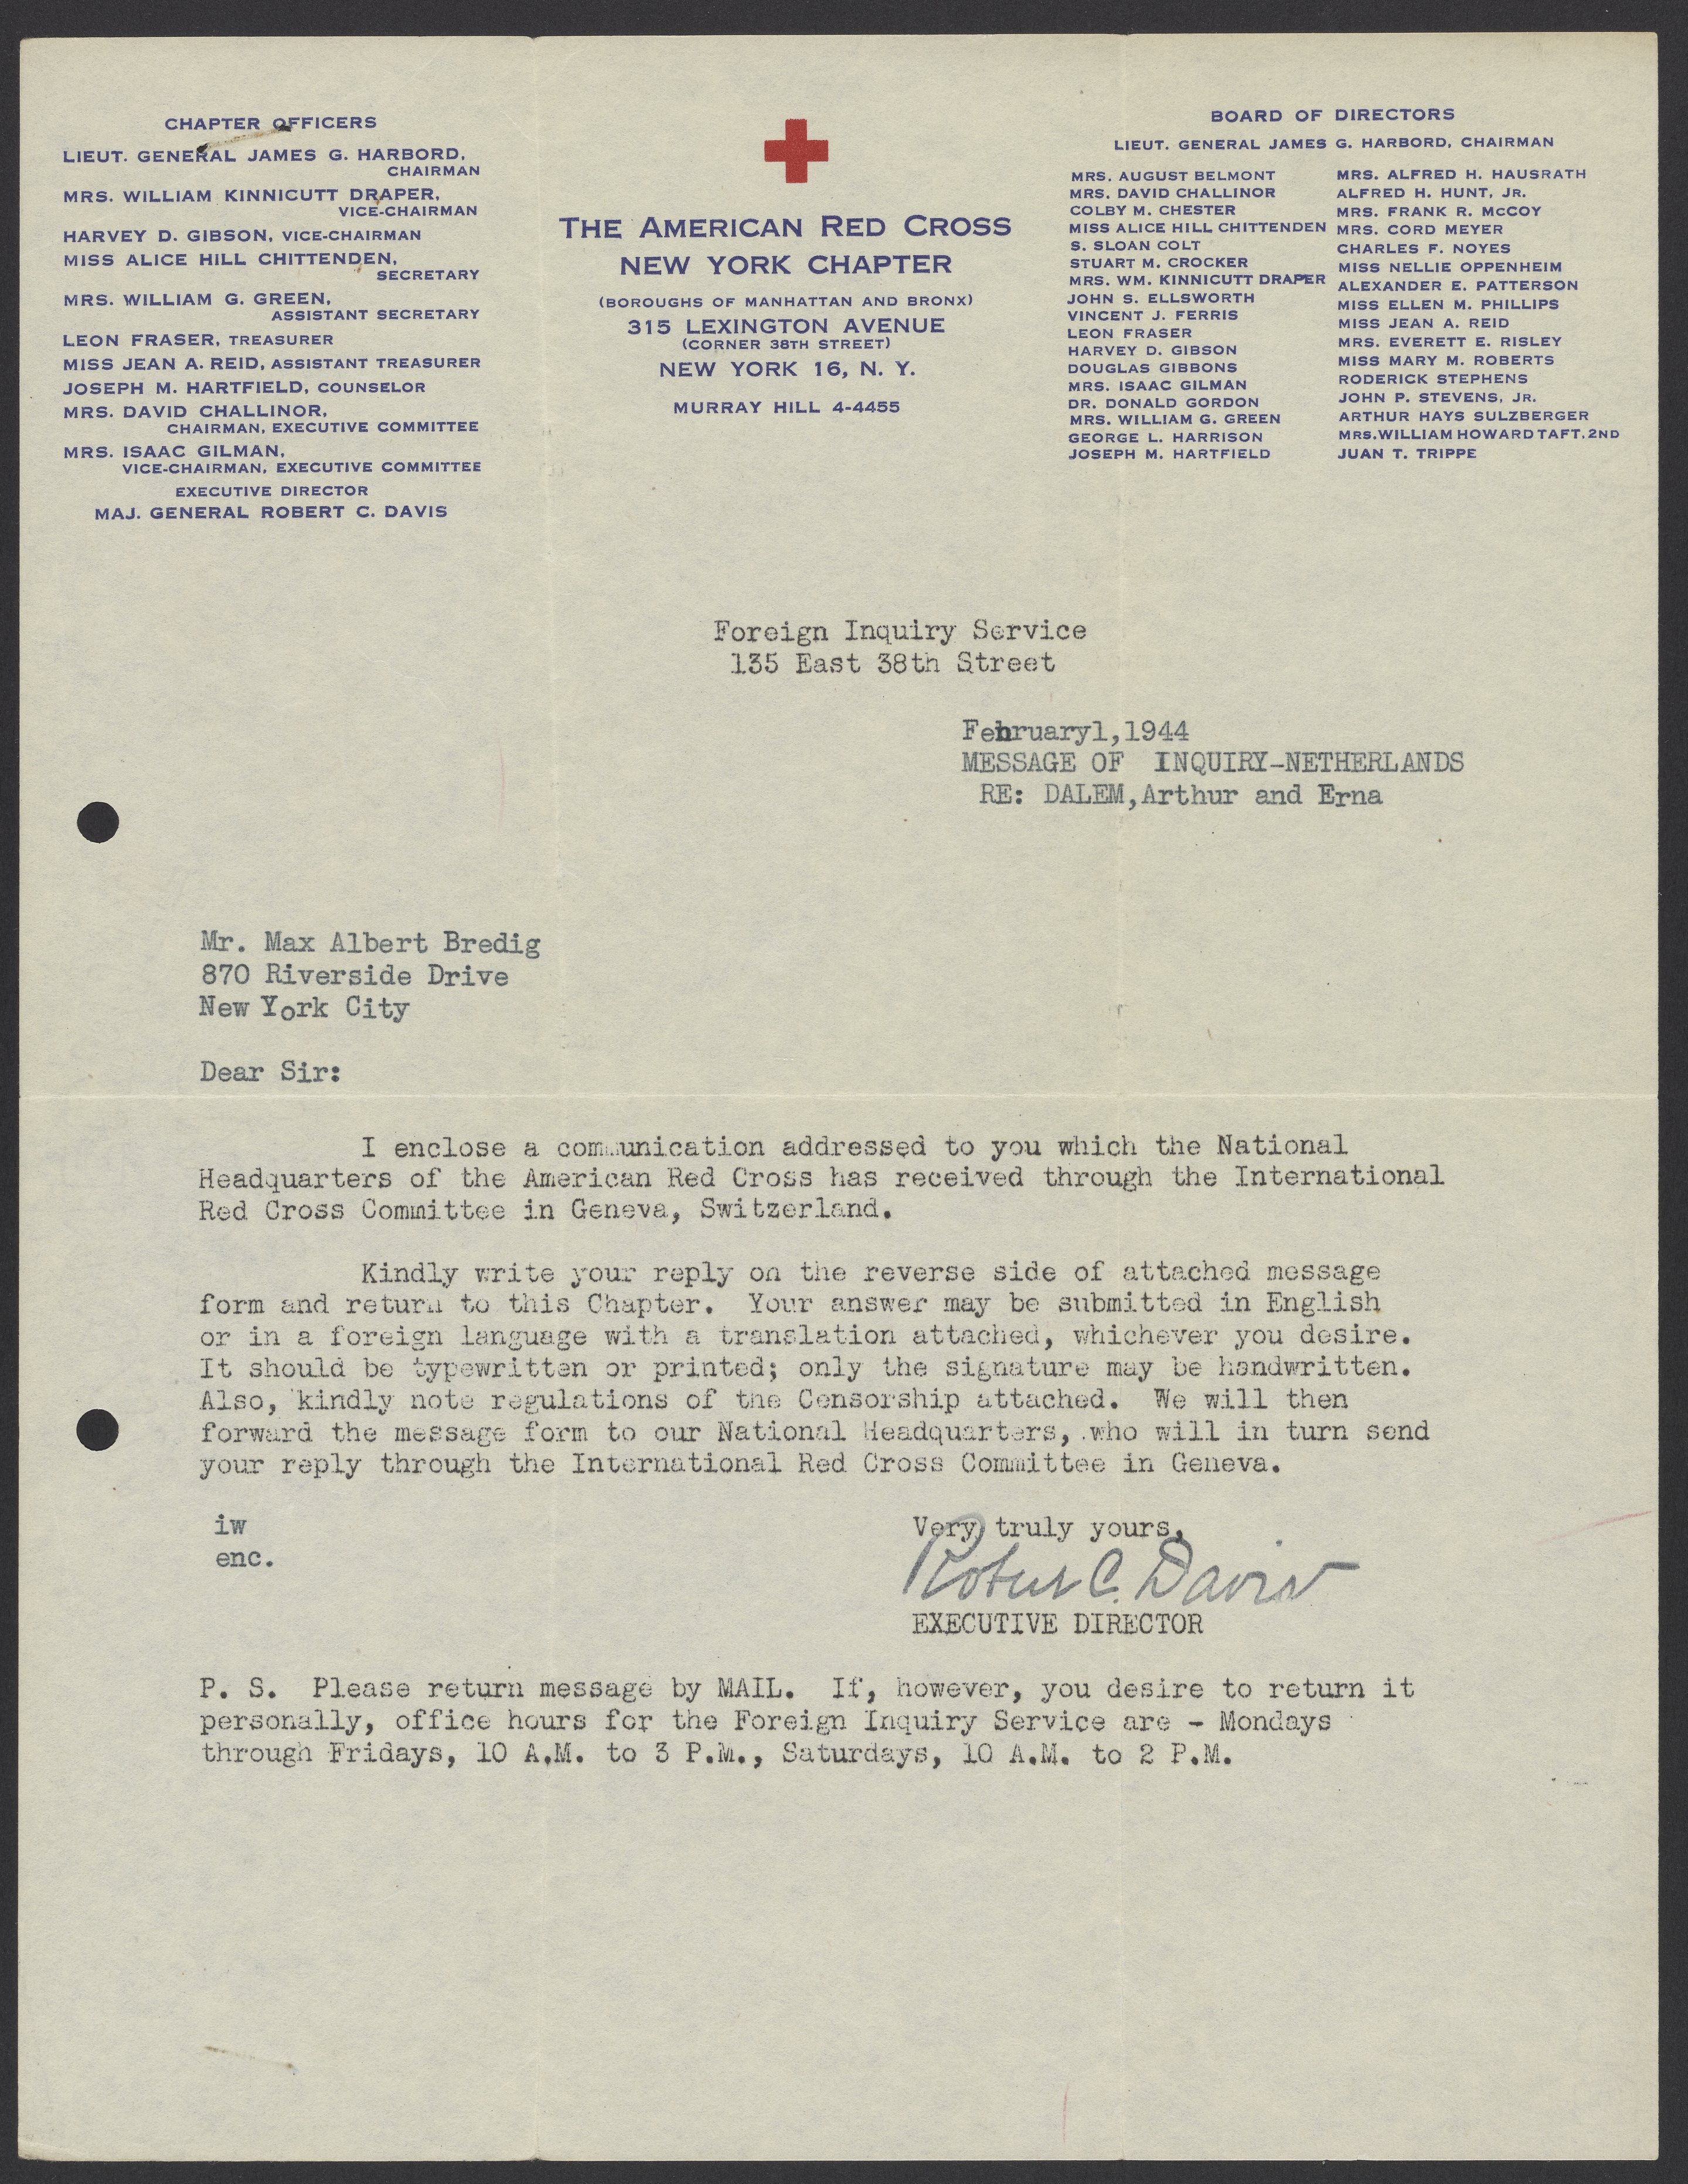 CHAPTER OFFICERS
LIEUT. GENERAL JAMES G. HARBORD,
CHAIRMAN
MRS. WILLIAM KINNICUTT DRAPER,
VICE-CHAIRMAN
HARVEY D. GIBSON, VICE-CHAIRMAN
MISS ALICE HILL CHITTENDEN,
SECRETARY
MRS. WILLIAM G. GREEN,
ASSISTANT SECRETARY
LEON FRASER, TREASURER
MISS JEAN A. REID, ASSISTANT TREASURER
JOSEPH M. HARTFIELD, COUNSELOR
MRS. DAVID CHALLINOR,
CHAIRMAN, EXECUTIVE COMMITTEE
MRS. ISAAC GILMAN,
VICE-CHAIRMAN, EXECUTIVE COMMITTEE
EXECUTIVE DIRECTOR
MAJ. GENERAL ROBERT C. DAVIS
THE AMERICAN RED CROSS
NEW YORK CHAPTER
(BOROUGHS OF MANHATTAN AND BRONX)
315 LEXINGTON AVENUE
(CORNER 38TH STREET)
NEW YORK 16, N. Y.
MURRAY HILL 4-4455
BOARD OF DIRECTORS
LIEUT. GENERAL JAMES G. HARBORD, CHAIRMAN
MRS. AUGUST BELMONT
MRS. DAVID CHALLINOR
COLBY M. CHESTER
MISS ALICE HILL CHITTENDEN
S. SLOAN COLT
STUART M. CROCKER
MRS. WM. KINNICUTT DRAPER
JOHN S. ELLSWORTH
VINCENT J. FERRIS
LEON FRASER
HARVEY D. GIBSON
DOUGLAS GIBBONS
MRS. ISAAC GILMAN
DR. DONALD GORDON
MRS. WILLIAM G. GREEN
GEORGE L. HARRISON
JOSEPH M. HARTFIELD
MRS. ALFRED H. HAUSRATH
ALFRED H. HUNT, JR.
MRS. FRANK R. McCOY
MRS. CORD MEYER
CHARLES F. NOYES
MISS NELLIE OPPENHEIM
ALEXANDER E. PATTERSON
MISS ELLEN M. PHILLIPS
MISS JEAN A. REID
MRS. EVERETT E. RISLEY
MISS MARY M. ROBERTS
RODERICK STEPHENS
JOHN P. STEVENS, JR.
ARTHUR HAYS SULZBERGER
MRS. WILLIAM HOWARD TAFT. 2ND
JUAN T. TRIPPE
Foreign Inquiry Service
135 East 38th Street
February1,1944
MESSAGE OF INQUIRY-NETHERLANDS
RE: DALEM,Arthur and Erna
Mr. Max Albert Bredig
870 Riverside Drive
New York City
Dear Sir:
I enclose a communication addressed to you which the National
Headquarters of the American Red Cross has received through the International
Red Cross Committee in Geneva, Switzerland.
Kindly write your reply on the reverse side of attached message
form and return to this Chapter. Your answer may be submitted in English
or in a foreign language with a translation attached, whichever you desire.
It should be typewritten or printed; only the signature may be handwritten.
Also, kindly note regulations of the Censorship attached. We will then
forward the message form to our National Headquarters, who will in turn send
your reply through the International Red Cross Committee in Geneva.
iw
enc.
Very truly yours,
Robert C. Davis
EXECUTIVE DIRECTOR
P. S. Please return message by MAIL. If, however, you desire to return it
personally, office hours for the Foreign Inquiry Service are - Mondays
through Fridays, 10 A.M. to 3 P.M., Saturdays, 10 A.M. to 2 P.M.